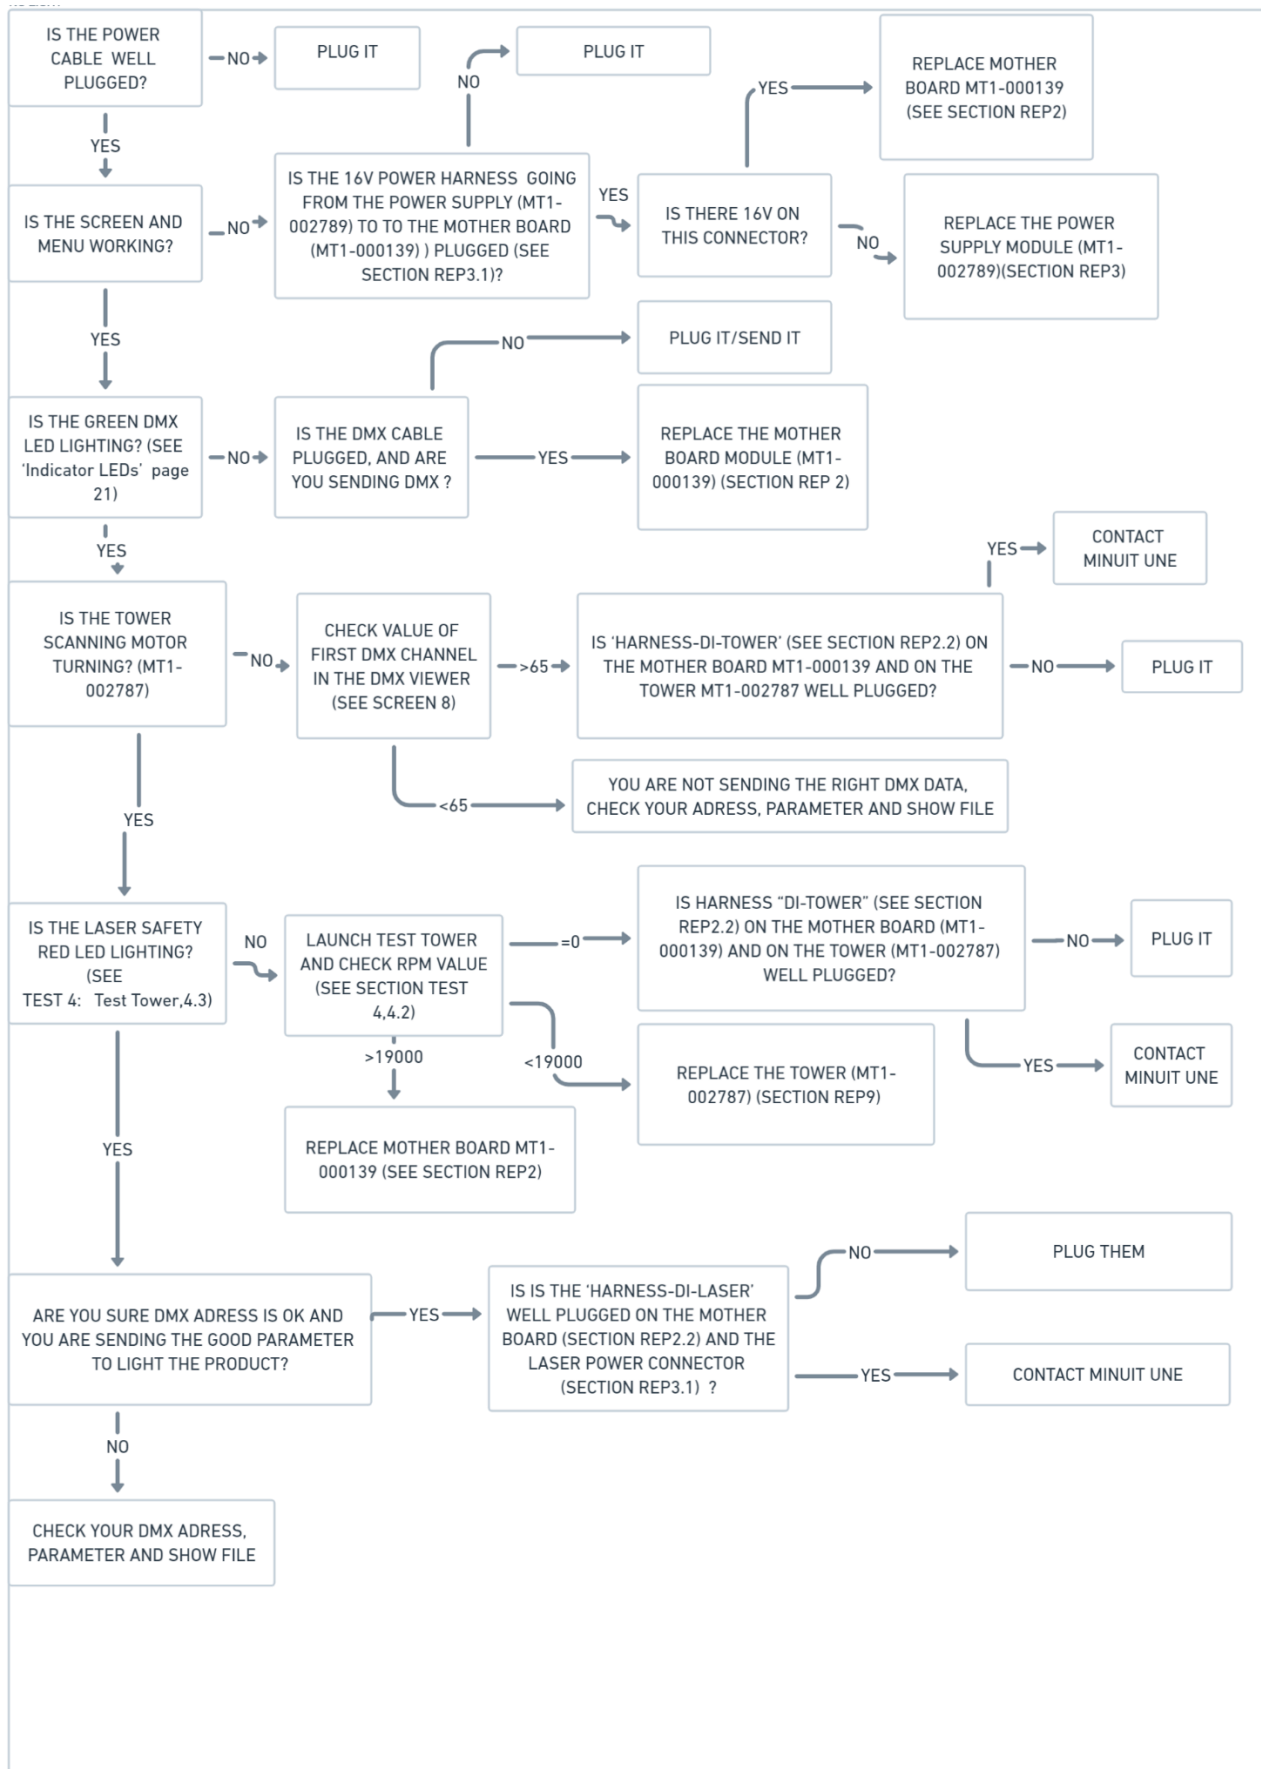 IS THE POWER
CABLE WELL
PLUGGED?
NO
PLUG IT
NO
PLUG IT
YES
REPLACE MOTHER
BOARD MT1-000139
(SEE SECTION REP2)
YES
IS THE SCREEN AND
MENU WORKING?
NO
IS THE 16V POWER HARNESS GOING
FROM THE POWER SUPPLY (MT1-
002789) TO TO THE MOTHER BOARD
(MT1-000139) ) PLUGGED (SEE
SECTION REP3.1)?
YES
IS THERE 16V ON
THIS CONNECTOR?
NO
REPLACE THE POWER
SUPPLY MODULE (MT1-
002789)(SECTION REP3)
YES
NO
PLUG IT/SEND IT
IS THE GREEN DMX
LED LIGHTING? (SEE
‘Indicator LEDs’ page
21)
NO
IS THE DMX CABLE
PLUGGED, AND ARE
YOU SENDING DMX ?
YES
REPLACE THE MOTHER
BOARD MODULE (MT1-
000139) (SECTION REP 2)
YES
IS THE TOWER
SCANNING MOTOR
TURNING? (MT1-
002787)
NO
CHECK VALUE OF
FIRST DMX CHANNEL
IN THE DMX VIEWER
(SEE SCREEN 8)
>65
IS ‘HARNESS-DI-TOWER’ (SEE SECTION REP2.2) ON
THE MOTHER BOARD MT1-000139 AND ON THE
TOWER MT1-002787 WELL PLUGGED?
YES
CONTACT
MINUIT UNE
NO
PLUG IT
<65
YOU ARE NOT SENDING THE RIGHT DMX DATA,
CHECK YOUR ADRESS, PARAMETER AND SHOW FILE
YES
IS THE LASER SAFETY
RED LED LIGHTING?
(SEE
TEST 4: Test Tower,4.3)
NO
LAUNCH TEST TOWER
AND CHECK RPM VALUE
(SEE SECTION TEST
4,4.2)
=0
IS HARNESS “DI-TOWER” (SEE SECTION
REP2.2) ON THE MOTHER BOARD (MT1-
000139) AND ON THE TOWER (MT1-002787)
WELL PLUGGED?
NO
PLUG IT
YES
CONTACT
MINUIT UNE
<19000
REPLACE THE TOWER (MT1-
002787) (SECTION REP9)
>19000
REPLACE MOTHER BOARD MT1-
000139 (SEE SECTION REP2)
YES
ARE YOU SURE DMX ADRESS IS OK AND
YOU ARE SENDING THE GOOD PARAMETER
TO LIGHT THE PRODUCT?
YES
IS IS THE ‘HARNESS-DI-LASER’
WELL PLUGGED ON THE MOTHER
BOARD (SECTION REP2.2) AND THE
LASER POWER CONNECTOR
(SECTION REP3.1) ?
NO
PLUG THEM
YES
CONTACT MINUIT UNE
NO
CHECK YOUR DMX ADRESS,
PARAMETER AND SHOW FILE